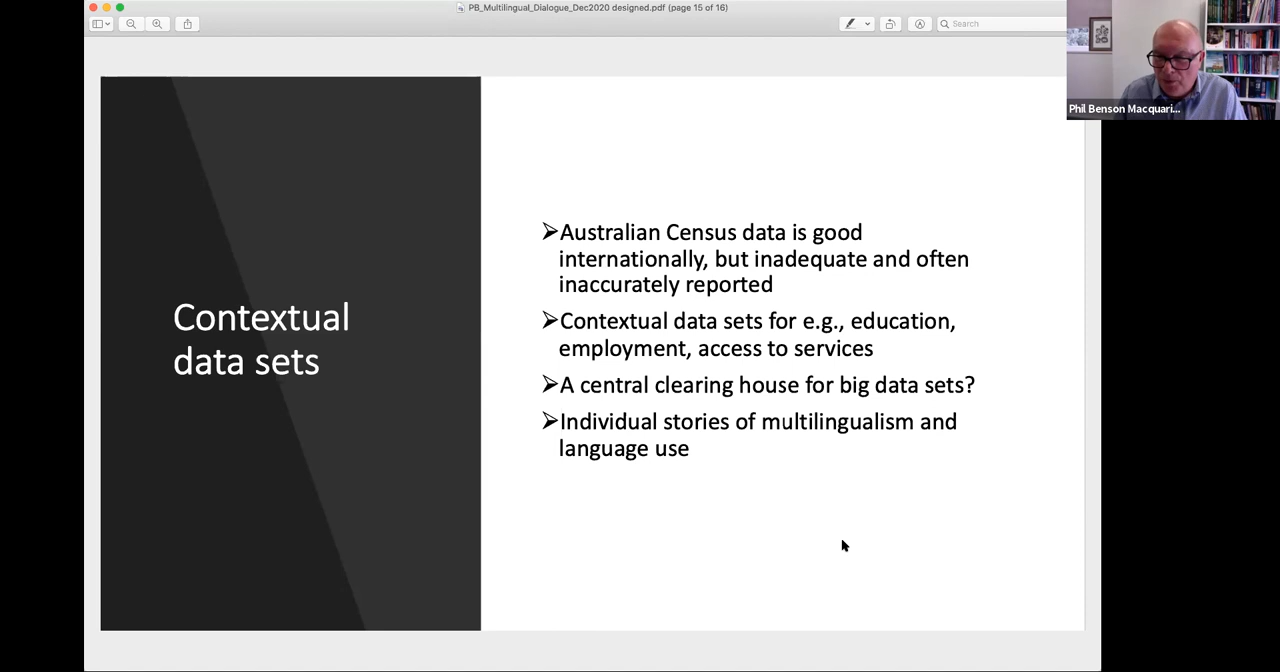 PB_Multilingual_Dialogue_Dec2020 designed.pdf (page 15 of 16)
Search
Phil Benson Macquari...
Contextual
data sets
➢Australian Census data is good
internationally, but inadequate and often
inaccurately reported
➢Contextual data sets for e.g., education,
employment, access to services
➢A central clearing house for big data sets?
➢Individual stories of multilingualism and
language use